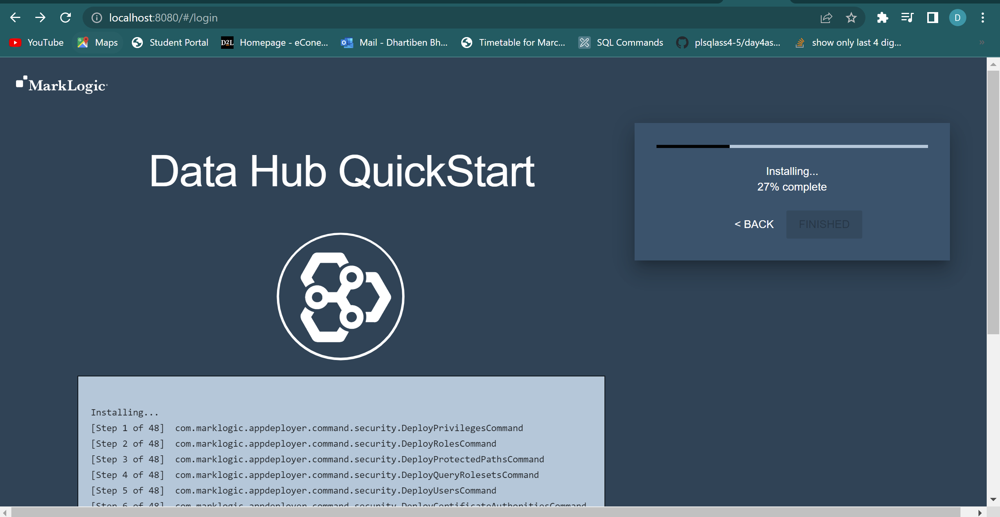 localhost:8080/#/login
D
YouTube
Maps
Student Portal
D2L
Homepage - eCone...
Mail - Dhartiben Bh...
Timetable for Marc...
SQL Commands
plsqlass4-5/day4as...
show only last 4 dig...
»
MarkLogic
Data Hub QuickStart
Installing...
27% complete
< BACK
FINISHED
Installing...
[Step 1 of 48]  com.marklogic.appdeployer.command.security.DeployPrivilegesCommand
[Step 2 of 48]  com.marklogic.appdeployer.command.security.DeployRolesCommand
[Step 3 of 48]  com.marklogic.appdeployer.command.security.DeployProtectedPathsCommand
[Step 4 of 48]  com.marklogic.appdeployer.command.security.DeployQueryRolesetsCommand
[Step 5 of 48]  com.marklogic.appdeployer.command.security.DeployUsersCommand
[Step 6 of 48]  com.marklogic.appdeployer.command.security.DeployCertificateAuthoritiesCommand